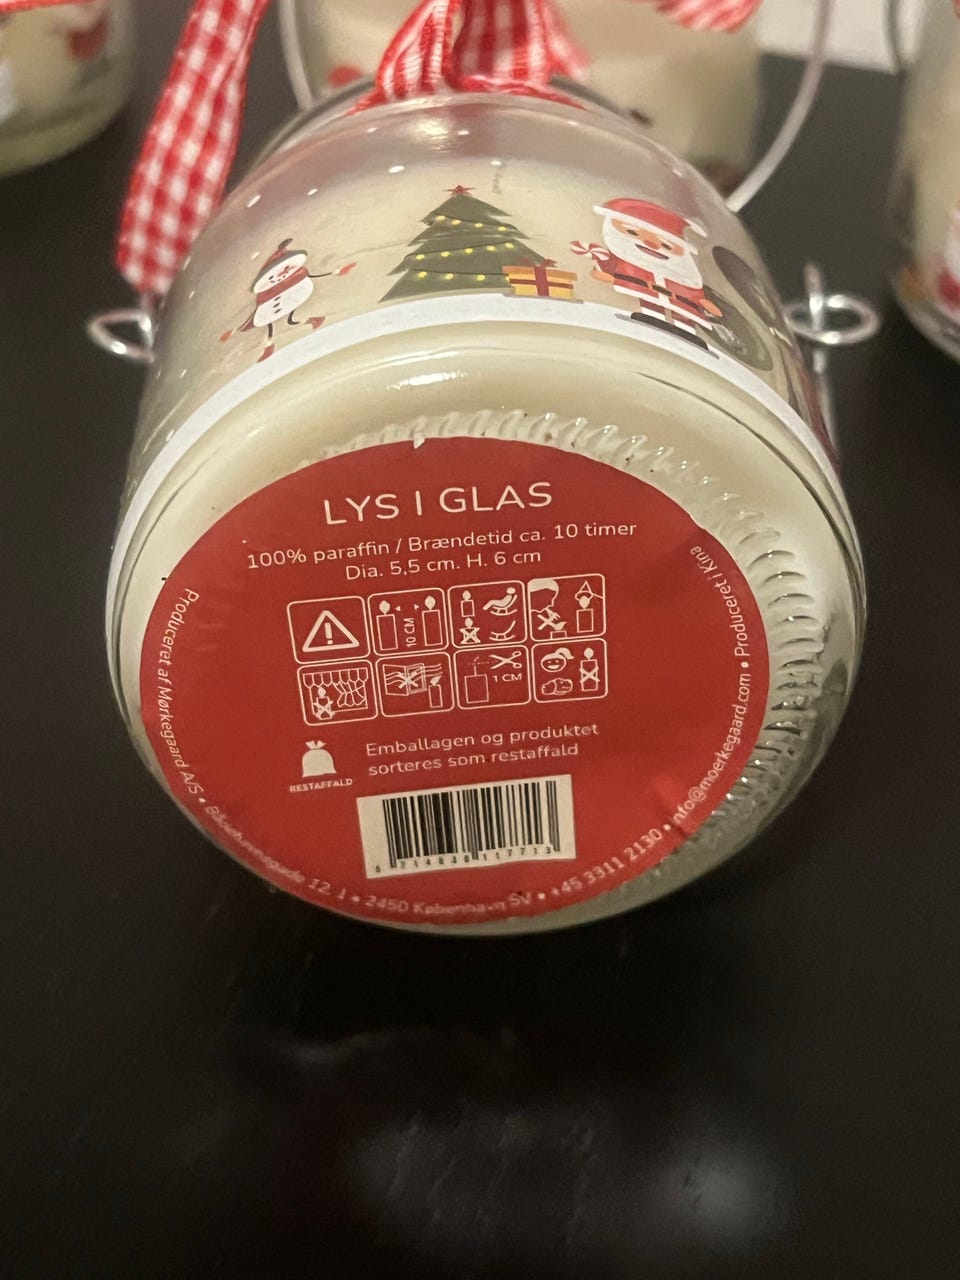 LYS I GLAS
100% paraffin / Brændetid ca. 10 timer
Dia. 5,5 cm. H. 6 cm
10 CM
1 CM
RESTAFFALD
Emballagen og produktet
sorteres som restaffald
Produceret af Mørkegaard A/S • 12, 1 • 2450 København SV • +45 3311 2130 • info@moerkegaard.com • Produceret i Kina